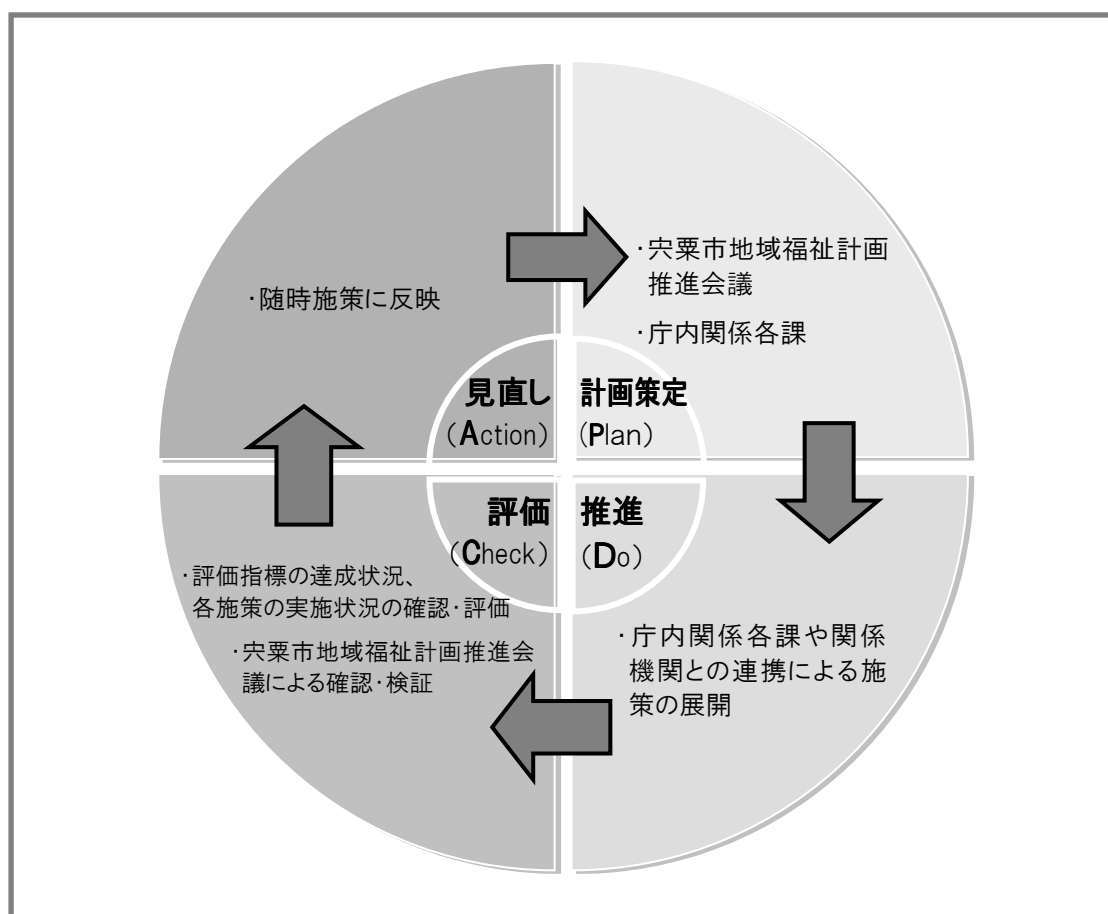 ・宍粟市地域福祉計画
推進会議
・庁内関係各課
計画策定
（Plan）
・庁内関係各課や関係
機関との連携による施
策の展開
推進
（Do）
評価
（Check）
・評価指標の達成状況、
各施策の実施状況の確認・評価
・宍粟市地域福祉計画推進会
議による確認・検証
・随時施策に反映
見直し
（Action）